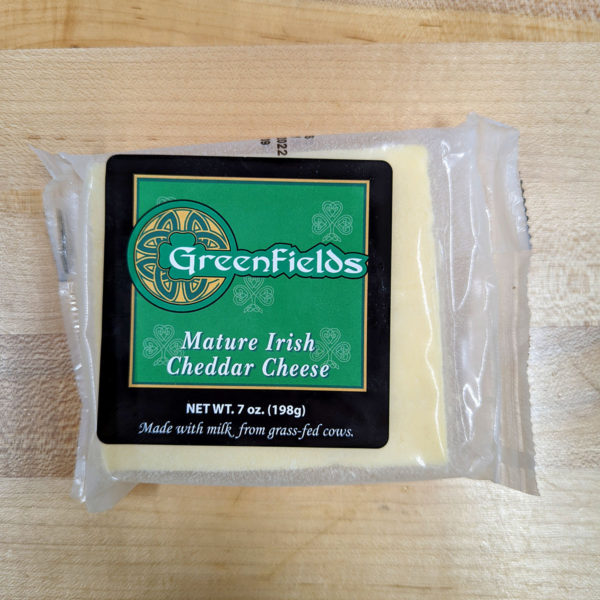 Greenfields
Mature Irish
Cheddar Cheese
NET WT. 7 oz. (198g)
Made with milk from grass-fed cows.